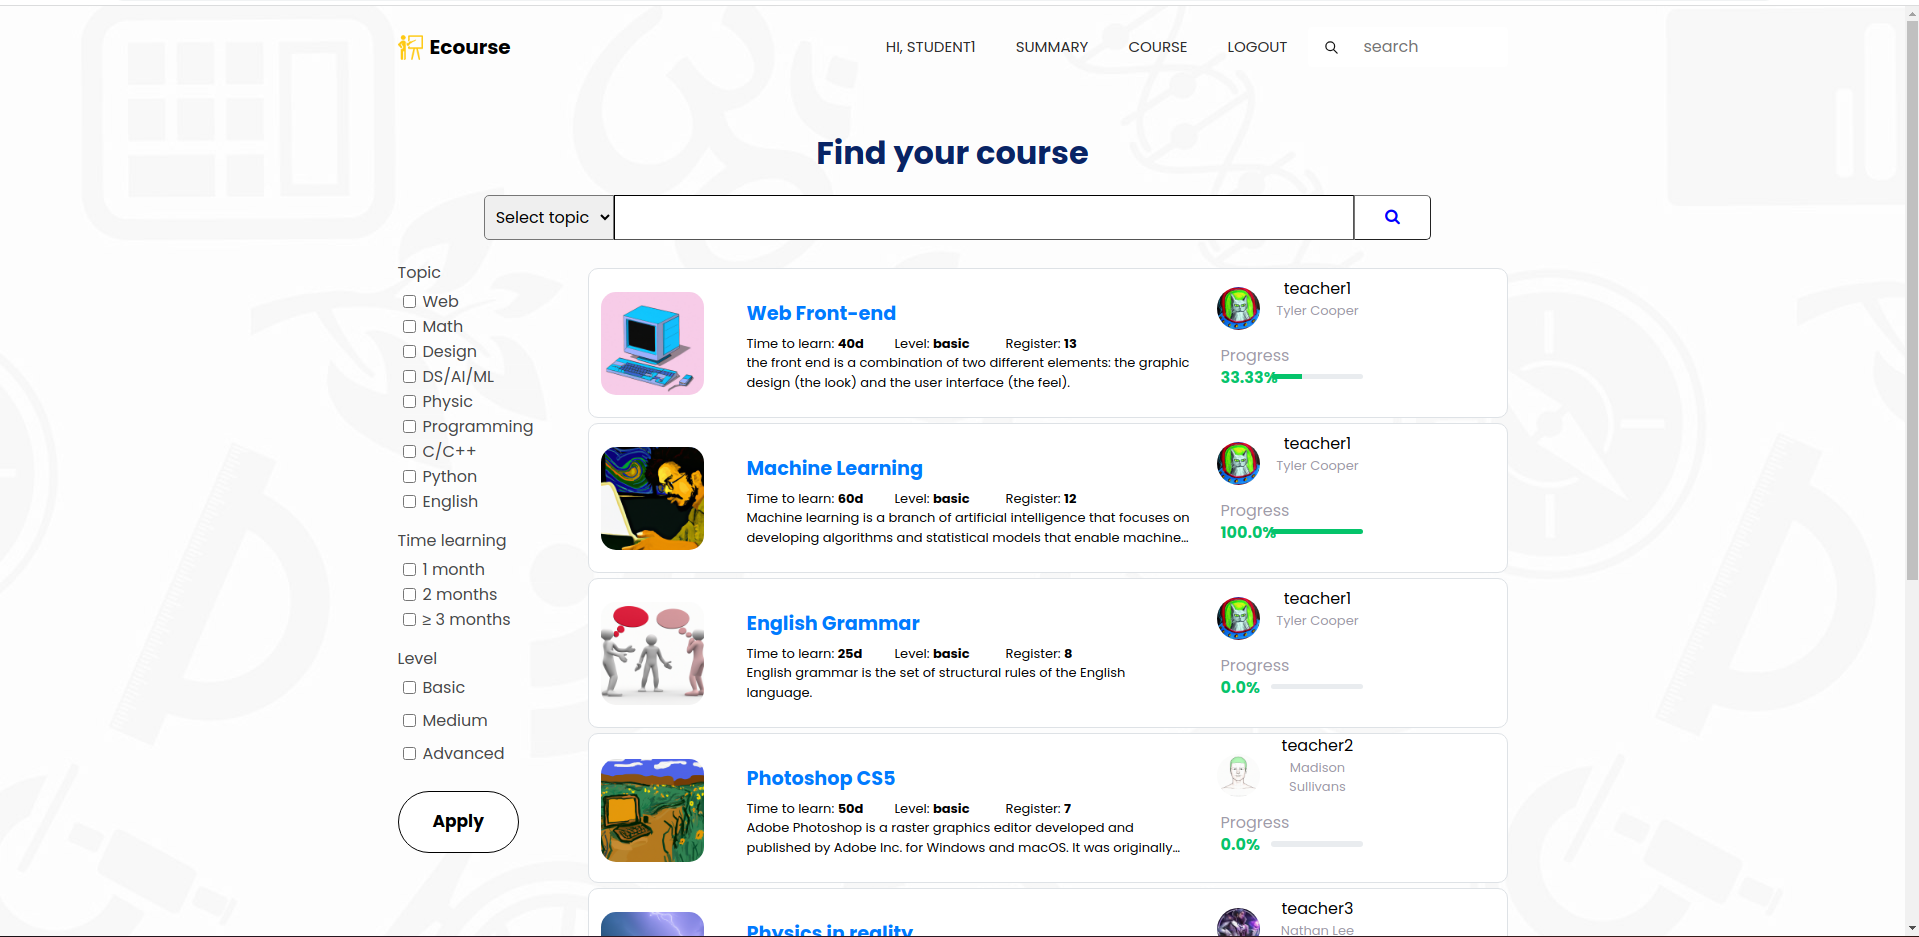 Ecourse
HI, STUDENT1
SUMMARY
COURSE
LOGOUT
search
Find your course
Select topic
Topic
Web
Math
Design
DS/AI/ML
Physic
Programming
C/C++
Python
English
Time learning
1 month
2 months
≥ 3 months
Level
Basic
Medium
Advanced
Apply
Web Front-end
Time to learn: 40d Level: basic Register: 13
the front end is a combination of two different elements: the graphic
design (the look) and the user interface (the feel).
teacher1
Tyler Cooper
Progress
33.33%
Machine Learning
Time to learn: 60d Level: basic Register: 12
Machine learning is a branch of artificial intelligence that focuses on
developing algorithms and statistical models that enable machine...
teacher1
Tyler Cooper
Progress
100.0%
English Grammar
Time to learn: 25d Level: basic Register: 8
English grammar is the set of structural rules of the English
language.
teacher1
Tyler Cooper
Progress
0.0%
Photoshop CS5
Time to learn: 50d Level: basic Register: 7
Adobe Photoshop is a raster graphics editor developed and
published by Adobe Inc. for Windows and macOS. It was originally...
teacher2
Madison
Sullivans
Progress
0.0%
Physics in reality
teacher3
Nathan Lee